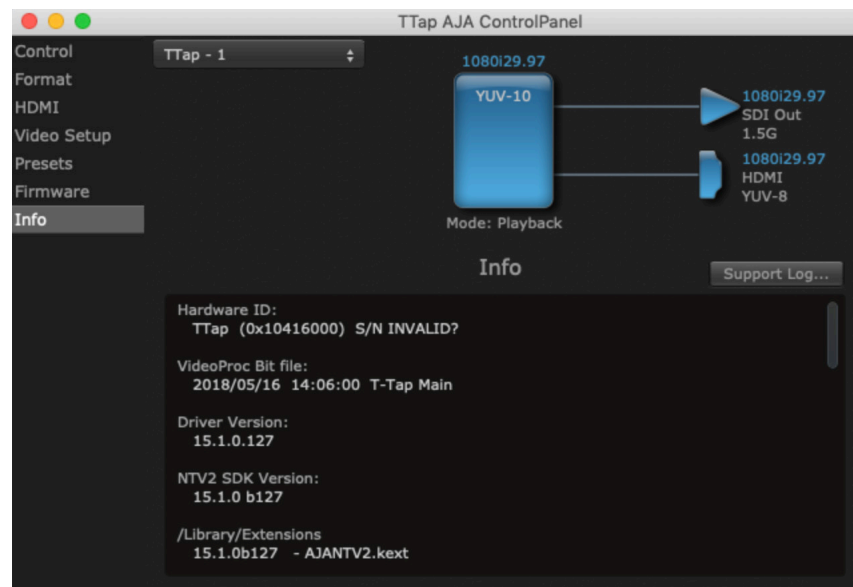 TTap AJA ControlPanel
Control
Format
HDMI
Video Setup
Presets
Firmware
Info
TTap - 1
1080i29.97
YUV-10
Mode: Playback
1080i29.97
SDI Out
1.5G
1080i29.97
HDMI
YUV-8
Info
Support Log...
Hardware ID:
TTap (0x10416000) S/N INVALID?
VideoProc Bit file:
2018/05/16 14:06:00 T-Tap Main
Driver Version:
15.1.0.127
NTV2 SDK Version:
15.1.0 b127
/Library/Extensions
15.1.0b127 - AJANTV2.kext